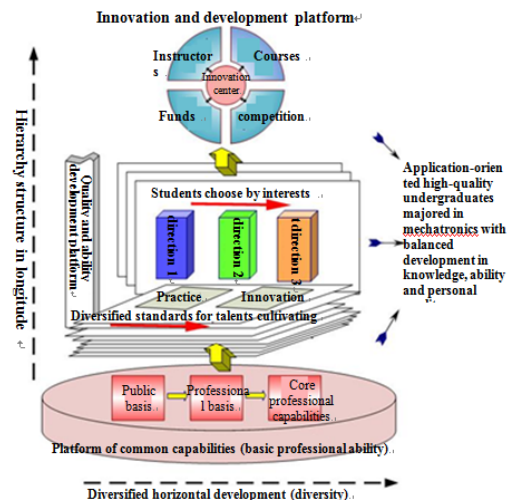 Innovation and development platform
Instructor
s
Courses
Innovation
center
Funds
competition
Hierarchy structure in longitude
Quality and ability
development platform
Students choose by interests
direction 1
direction 2
direction 3
Practice
Innovation
Diversified standards for talents cultivating
Application-orien
ted high-quality
undergraduates
majored in
mechatronics with
balanced
development in
knowledge, ability
and personal
Public
basis
Professiona
l basis
Core
professional
capabilities
Platform of common capabilities (basic professional ability)
Diversified horizontal development (diversity)